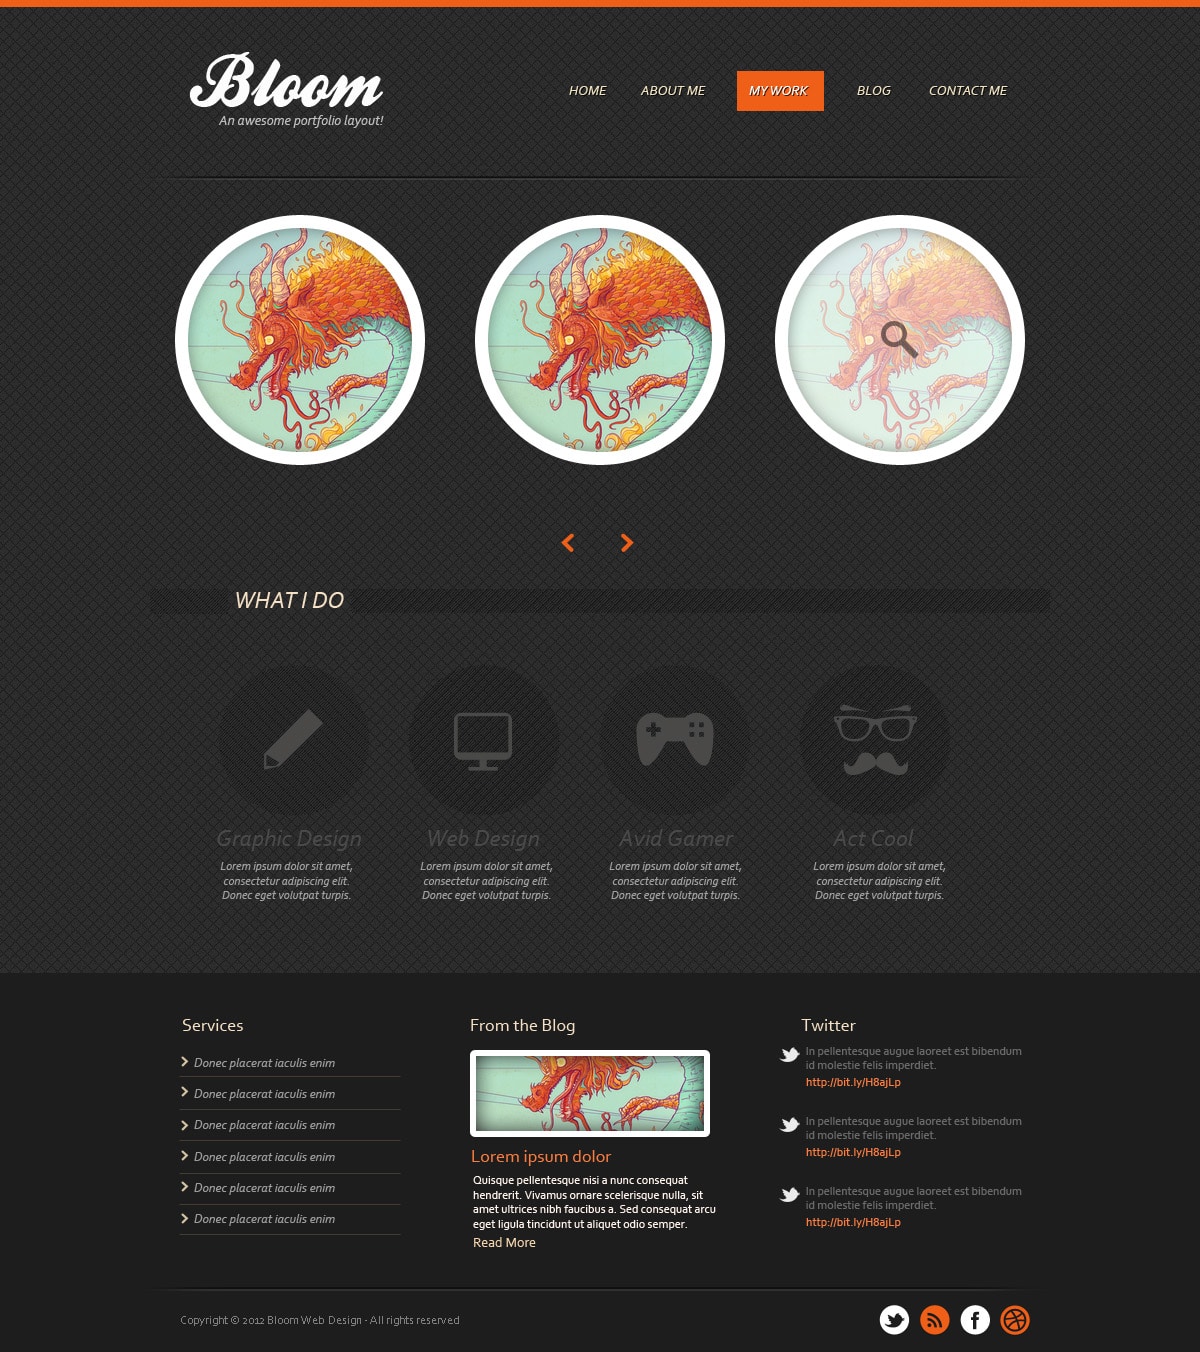 Bloom
An awesome portfolio layout!
HOME ABOUT ME MY WORK BLOG CONTACT ME
WHAT I DO
Graphic Design
Lorem ipsum dolor sit amet,
consectetur adipiscing elit.
Donec eget volutpat turpis.
Web Design
Lorem ipsum dolor sit amet,
consectetur adipiscing elit.
Donec eget volutpat turpis.
Avid Gamer
Lorem ipsum dolor sit amet,
consectetur adipiscing elit.
Donec eget volutpat turpis.
Act Cool
Lorem ipsum dolor sit amet,
consectetur adipiscing elit.
Donec eget volutpat turpis.
Services
Donec placerat iaculis enim
Donec placerat iaculis enim
Donec placerat iaculis enim
Donec placerat iaculis enim
Donec placerat iaculis enim
Donec placerat iaculis enim
From the Blog
Lorem ipsum dolor
Quisque pellentesque nisi a nunc consequat
hendrerit. Vivamus ornare scelerisque nulla, sit
amet ultrices nibh faucibus a. Sed consequat arcu
eget ligula tincidunt ut aliquet odio semper.
Read More
Twitter
In pellentesque augue laoreet est bibendum
id molestie felis imperdiet.
http://bit.ly/H8ajLp
In pellentesque augue laoreet est bibendum
id molestie felis imperdiet.
http://bit.ly/H8ajLp
In pellentesque augue laoreet est bibendum
id molestie felis imperdiet.
http://bit.ly/H8ajLp
Copyright © 2012 Bloom Web Design - All rights reserved